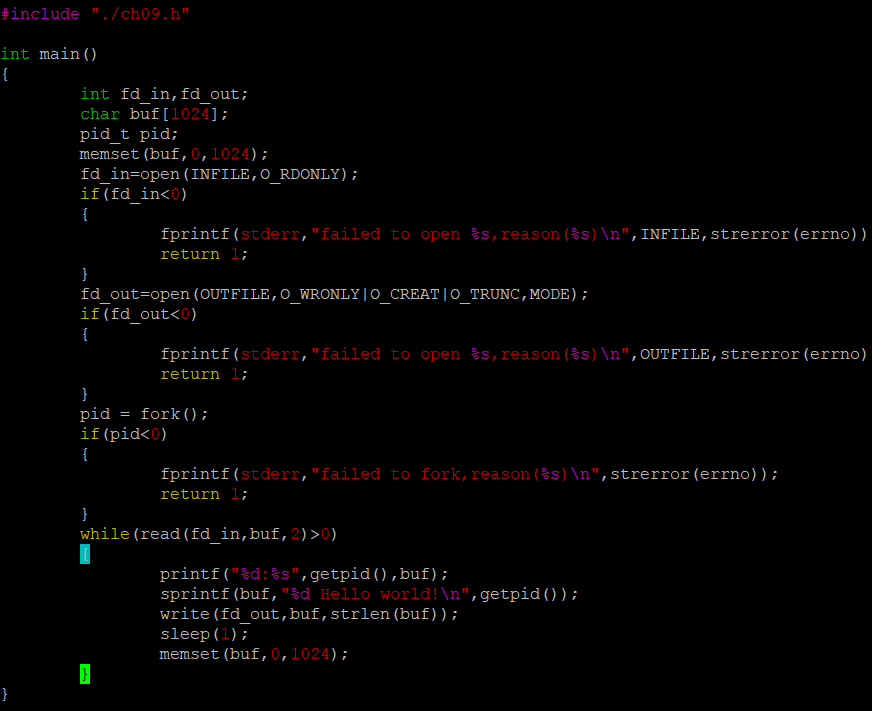 #include "./ch09.h"

int main()
{
        int fd_in,fd_out;
        char buf[1024];
        pid_t pid;
        memset(buf,0,1024);
        fd_in=open(INFILE,O_RDONLY);
        if(fd_in<0)
        {
                fprintf(stderr,"failed to open %s,reason(%s)\n",INFILE,strerror(errno))
                return 1;
        }
        fd_out=open(OUTFILE,O_WRONLY|O_CREAT|O_TRUNC,MODE);
        if(fd_out<0)
        {
                fprintf(stderr,"failed to open %s,reason(%s)\n",OUTFILE,strerror(errno)
                return 1;
        }
        pid = fork();
        if(pid<0)
        {
                fprintf(stderr,"failed to fork,reason(%s)\n",strerror(errno));
                return 1;
        }
        while(read(fd_in,buf,2)>0)
        {
                printf("%d:%s",getpid(),buf);
                sprintf(buf,"%d Hello world!\n",getpid());
                write(fd_out,buf,strlen(buf));
                sleep(1);
                memset(buf,0,1024);
        }
}